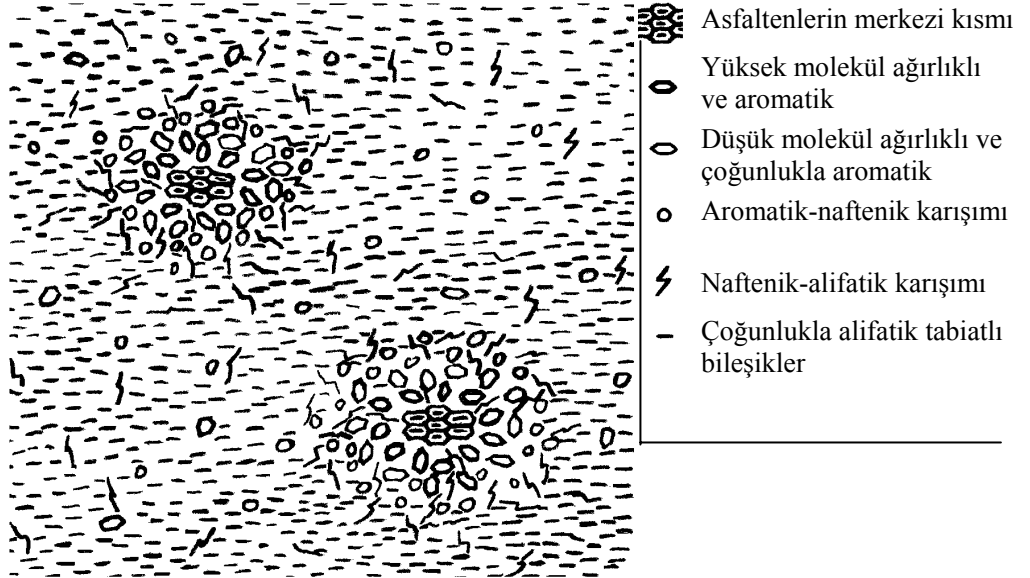 Asfaltenlerin merkezi kısmı
Yüksek molekül ağırlıklı
ve aromatik
Düşük molekül ağırlıklı ve
çoğunlukla aromatik
Aromatik-naftenik karışımı
Naftenik-alifatik karışımı
Çoğunlukla alifatik tabiatlı
bileşikler